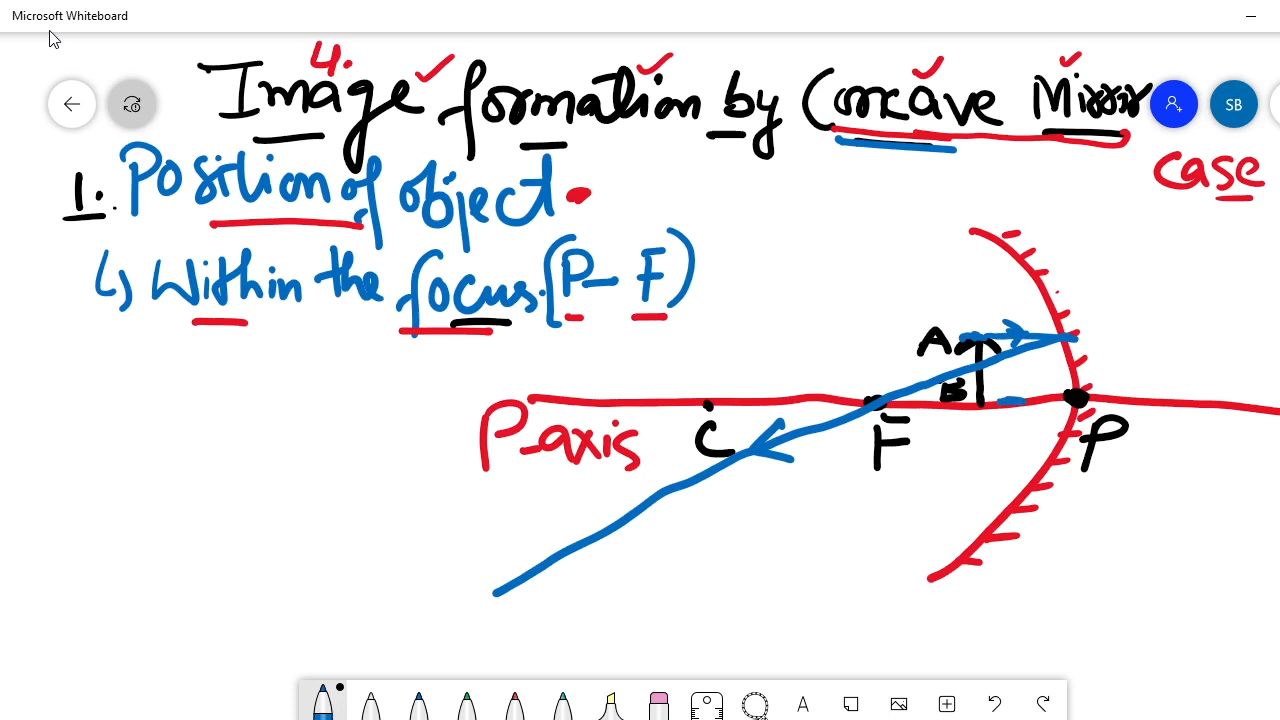 Microsoft Whiteboard
4.
Image formation by Concave Mirror
SB
case
1. Position of object.
↳ Within the focus. (P - F)
A
B
P-axis
C
F
P
A